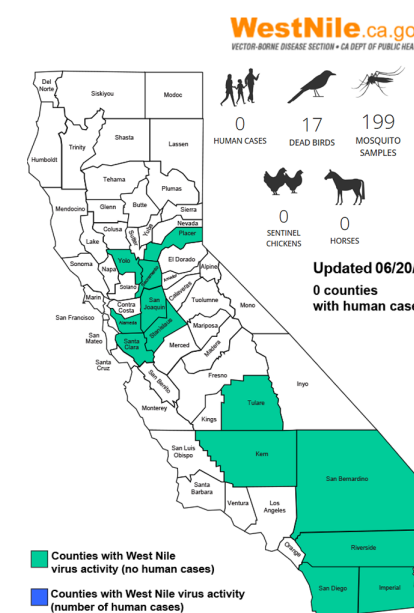 WestNile.ca.go
VECTOR-BORNE DISEASE SECTION • CA DEPT OF PUBLIC HEA
0
HUMAN CASES
17
DEAD BIRDS
199
MOSQUITO
SAMPLES
0
SENTINEL
CHICKENS
0
HORSES
Updated 06/20/
0 counties
with human case
Del
Norte
Siskiyou
Modoc
Humboldt
Trinity
Shasta
Lassen
Tehama
Plumas
Mendocino
Glenn
Butte
Sierra
Nevada
Placer
Colusa
Sutter
Yuba
Lake
El Dorado
Sonoma
Napa
Yolo
Sacramento
Amador
Alpine
Solano
Calaveras
Marin
Contra
Costa
San
Joaquin
Tuolumne
Mono
San Francisco
Alameda
Stanislaus
Mariposa
San
Mateo
Santa
Clara
Merced
Madera
Santa
Cruz
San Benito
Fresno
Inyo
Monterey
Kings
Tulare
San Luis
Obispo
Kern
San Bernardino
Santa
Barbara
Ventura
Los
Angeles
Orange
Riverside
San Diego
Imperial
Counties with West Nile
virus activity (no human cases)
Counties with West Nile virus activity
(number of human cases)